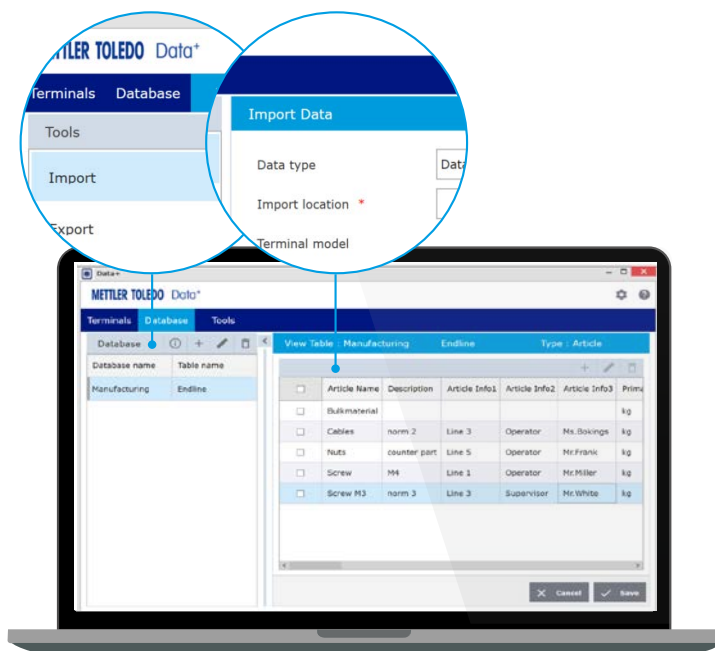 METTLER TOLEDO Data+
Terminals Database
Tools
Import
Export
Import Data
Data type Data
Import location *
Terminal model
Data+
METTLER TOLEDO Data+
Terminals Database Tools
Database
Database name Table name
Manufacturing Endline
View Table : Manufacturing Endline Type : Article
Article Name Description Article Info1 Article Info2 Article Info3 Prima
Bulkmaterial kg
Cables norm 2 Line 3 Operator Ms.Bokings kg
Nuts counter part Line 5 Operator Mr.Frank kg
Screw M4 Line 1 Operator Mr.Miller kg
Screw M3 norm 3 Line 3 Supervisor Mr.White kg
Cancel Save